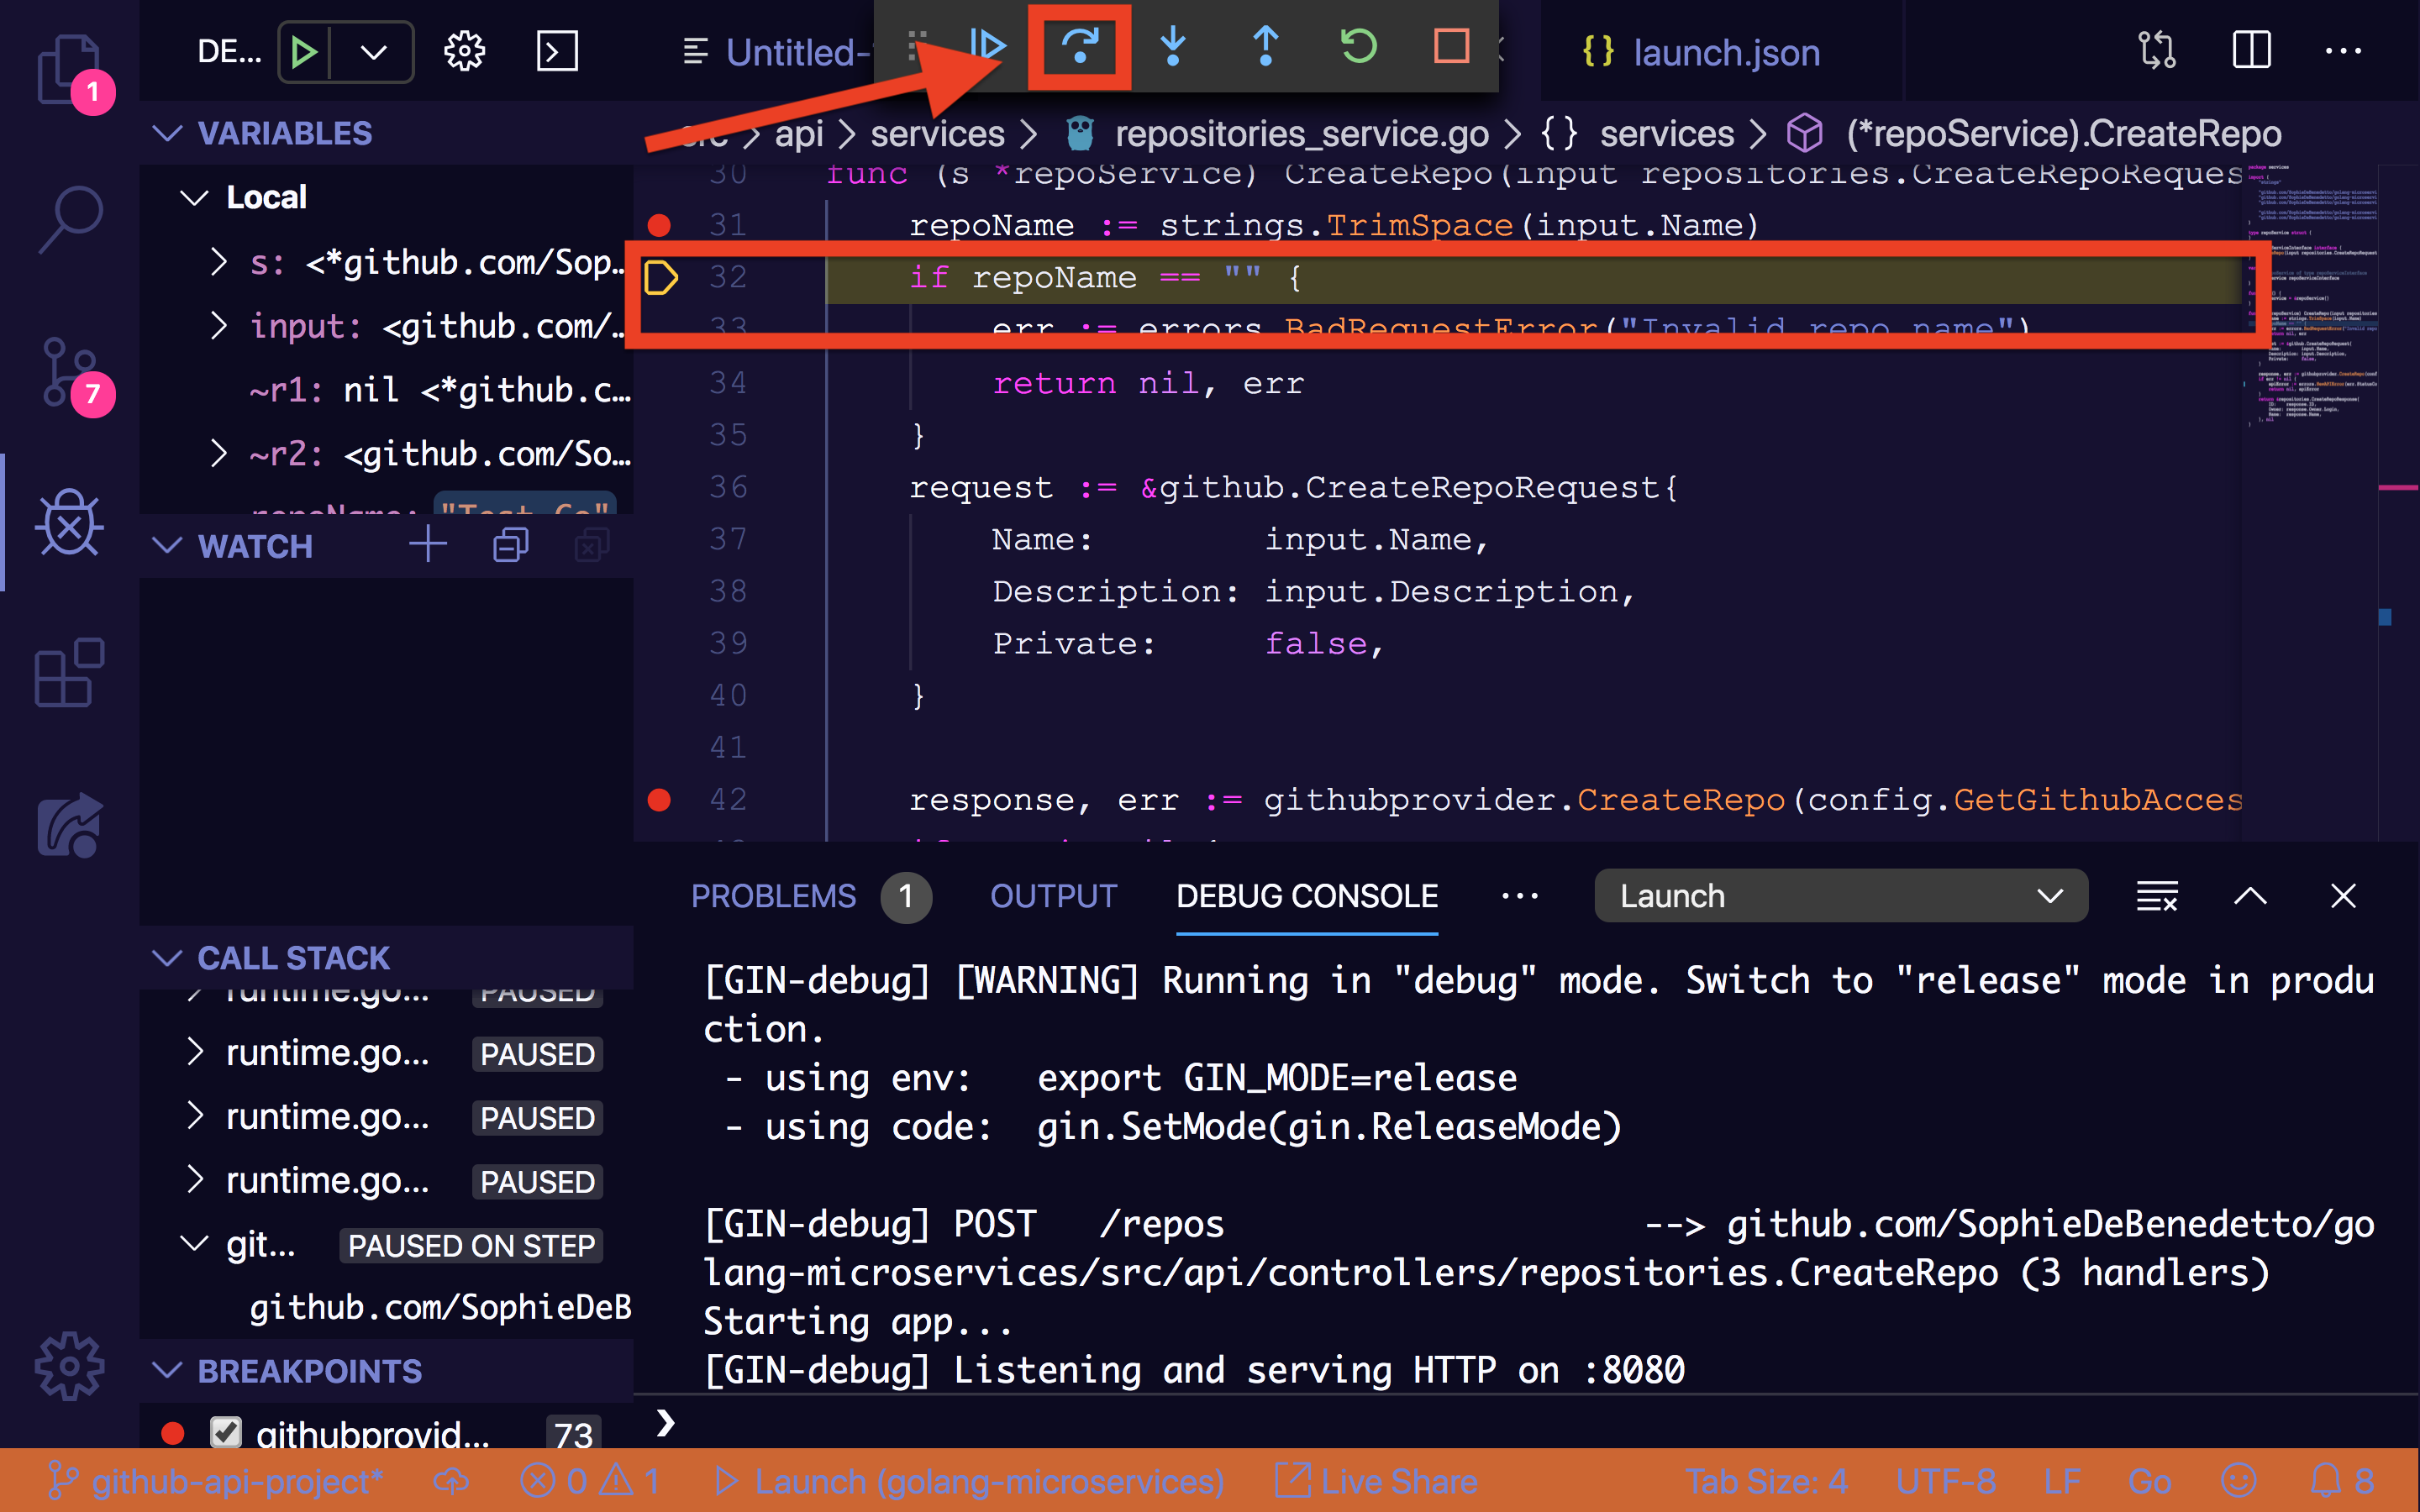 DE...
Untitled-
launch.json
1
VARIABLES
src > api > services > repositories_service.go > {} services > (*repoService).CreateRepo
Local
s: <*github.com/Sop…
input: <github.com/…
~r1: nil <*github.c…
~r2: <github.com/So…
repoName: "Test Go"
7
30 func (s *repoService) CreateRepo(input repositories.CreateRepoReques
31 repoName := strings.TrimSpace(input.Name)
32 if repoName == "" {
33 err := errors.BadRequestError("Invalid repo name")
34 return nil, err
35 }
36 request := &github.CreateRepoRequest{
37 Name: input.Name,
38 Description: input.Description,
39 Private: false,
40 }
41
42 response, err := githubprovider.CreateRepo(config.GetGithubAcces
WATCH
CALL STACK
runtime.go... PAUSED
runtime.go... PAUSED
runtime.go... PAUSED
runtime.go... PAUSED
git... PAUSED ON STEP
github.com/SophieDeB
BREAKPOINTS
githubprovid... 73
PROBLEMS 1 OUTPUT DEBUG CONSOLE ... Launch
[GIN-debug] [WARNING] Running in "debug" mode. Switch to "release" mode in produ
ction.
- using env: export GIN_MODE=release
- using code: gin.SetMode(gin.ReleaseMode)
[GIN-debug] POST /repos --> github.com/SophieDeBenedetto/go
lang-microservices/src/api/controllers/repositories.CreateRepo (3 handlers)
Starting app...
[GIN-debug] Listening and serving HTTP on :8080
github-api-project* 0 1 Launch (golang-microservices) Live Share Tab Size: 4 UTF-8 LF Go 8